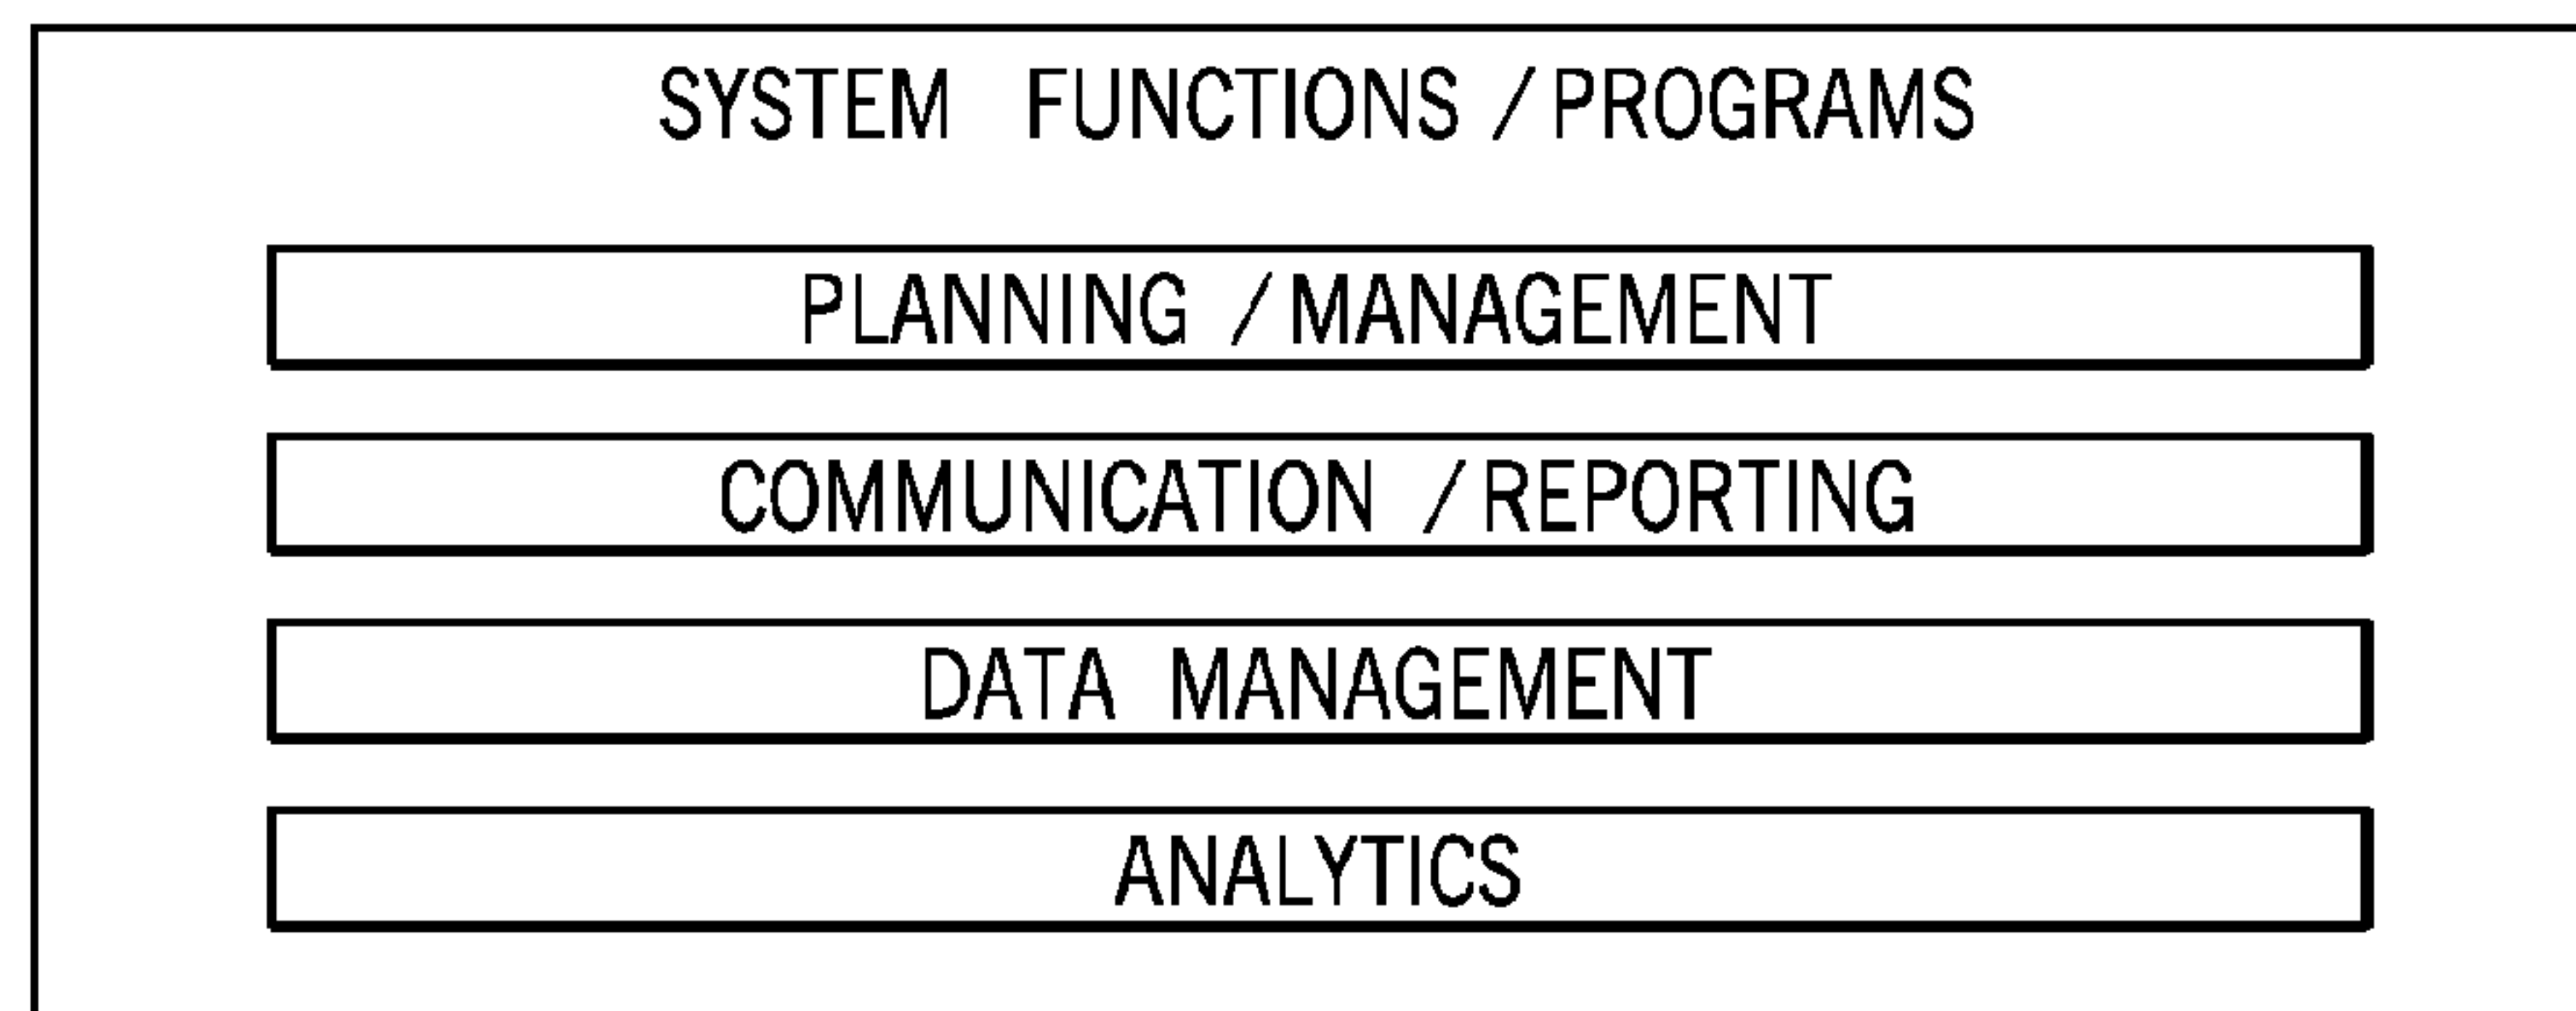 SYSTEM FUNCTIONS / PROGRAMS
PLANNING / MANAGEMENT
COMMUNICATION / REPORTING
DATA MANAGEMENT
ANALYTICS